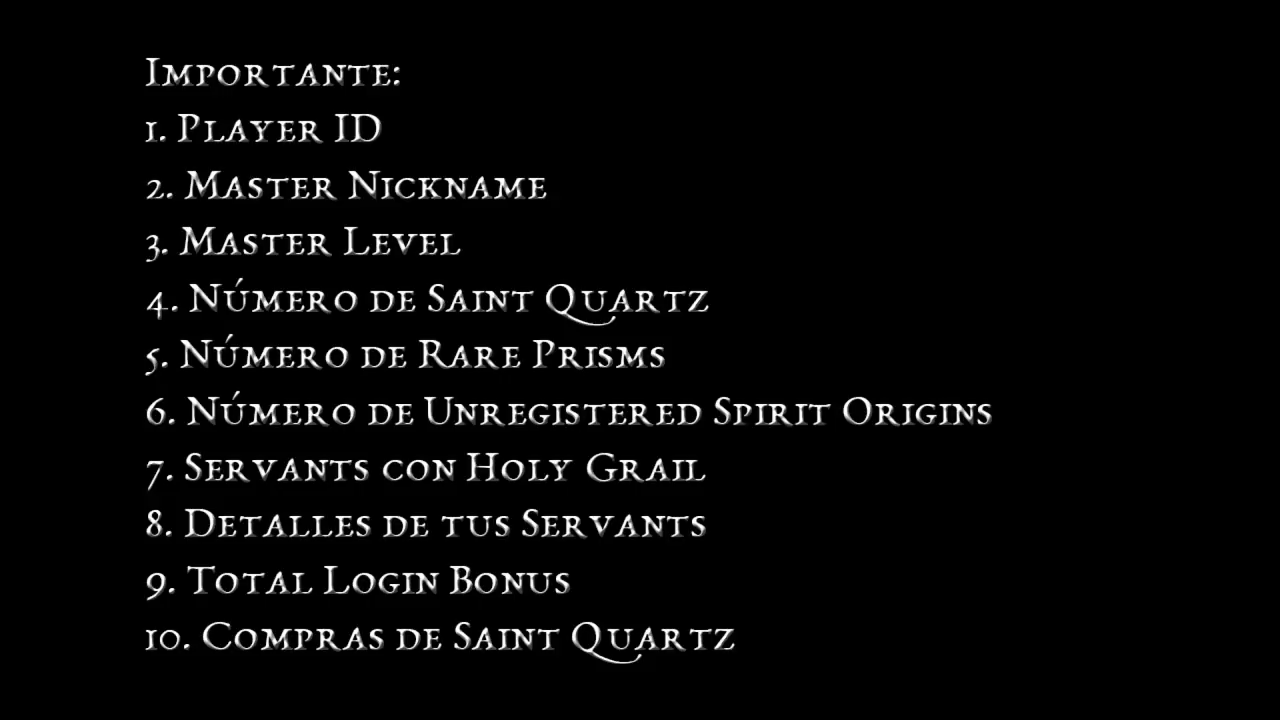 Importante:
1. Player ID
2. Master Nickname
3. Master Level
4. Número de Saint Quartz
5. Número de Rare Prisms
6. Número de Unregistered Spirit Origins
7. Servants con Holy Grail
8. Detalles de tus Servants
9. Total Login Bonus
10. Compras de Saint Quartz